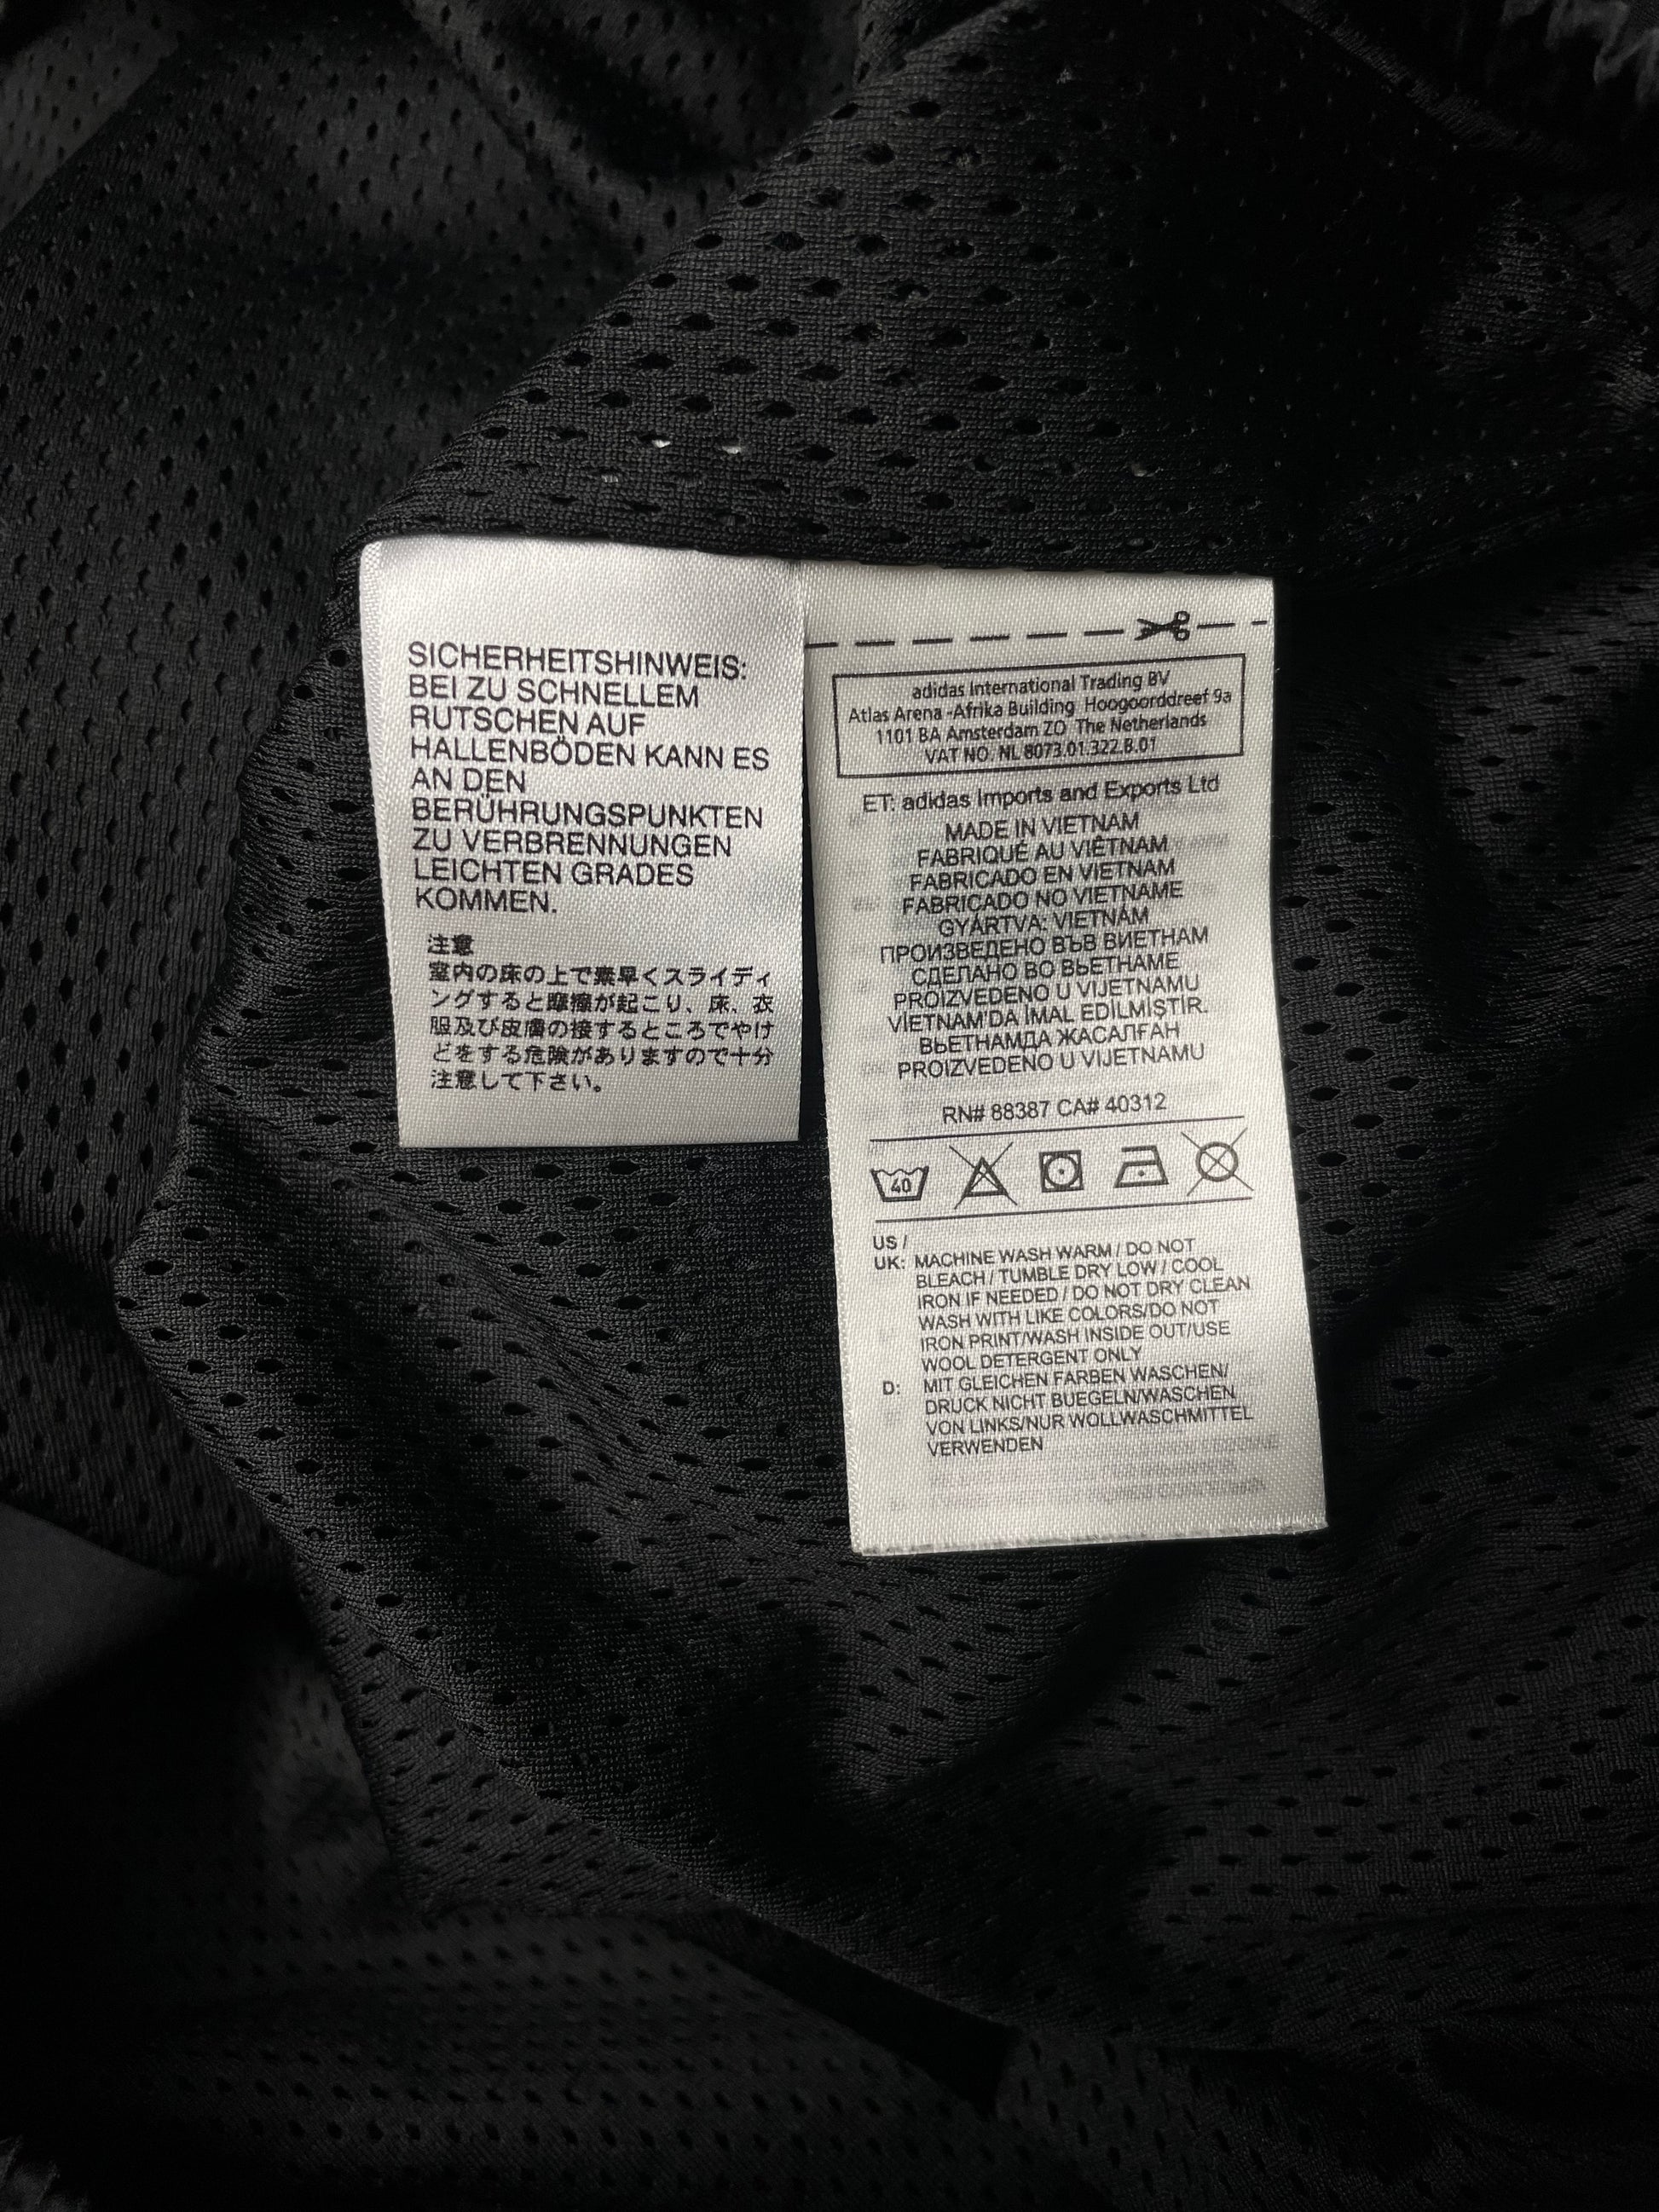 SICHERHEITSHINWEIS:
BEI ZU SCHNELLEM
RUTSCHEN AUF
HALLENBÖDEN KANN ES
AN DEN
BERÜHRUNGSPUNKTEN
ZU VERBRENNUNGEN
LEICHTEN GRADES
KOMMEN.
注意
室内の床の上で素早くスライディ
ングすると摩擦が起こり、床、衣
服及び皮膚の接するところでやけ
どをする危険がありますので十分
注意して下さい。
adidas International Trading BV
Atlas Arena -Afrika Building Hoogoorddreef 9a
1101 BA Amsterdam ZO The Netherlands
VAT NO. NL 8073.01.322.B.01
ET: adidas Imports and Exports Ltd
MADE IN VIETNAM
FABRIQUÉ AU VIÊTNAM
FABRICADO EN VIETNAM
FABRICADO NO VIETNAME
GYÁRTVA: VIETNÁM
ПРОИЗВЕДЕНО ВЪВ ВИЕТНАМ
СДЕЛАНО ВО ВЬЕТНАМЕ
PROIZVEDENO U VIJETNAMU
VİETNAM'DA İMAL EDİLMİŞTİR.
ВЬЕТНАМДА ЖАСАЛҒАН
PROIZVEDENO U VIJETNAMU
RN# 88387 CA# 40312
40
US /
UK: MACHINE WASH WARM / DO NOT
BLEACH / TUMBLE DRY LOW / COOL
IRON IF NEEDED / DO NOT DRY CLEAN
WASH WITH LIKE COLORS/DO NOT
IRON PRINT/WASH INSIDE OUT/USE
WOOL DETERGENT ONLY
D: MIT GLEICHEN FARBEN WASCHEN/
DRUCK NICHT BUEGELN/WASCHEN
VON LINKS/NUR WOLLWASCHMITTEL
VERWENDEN